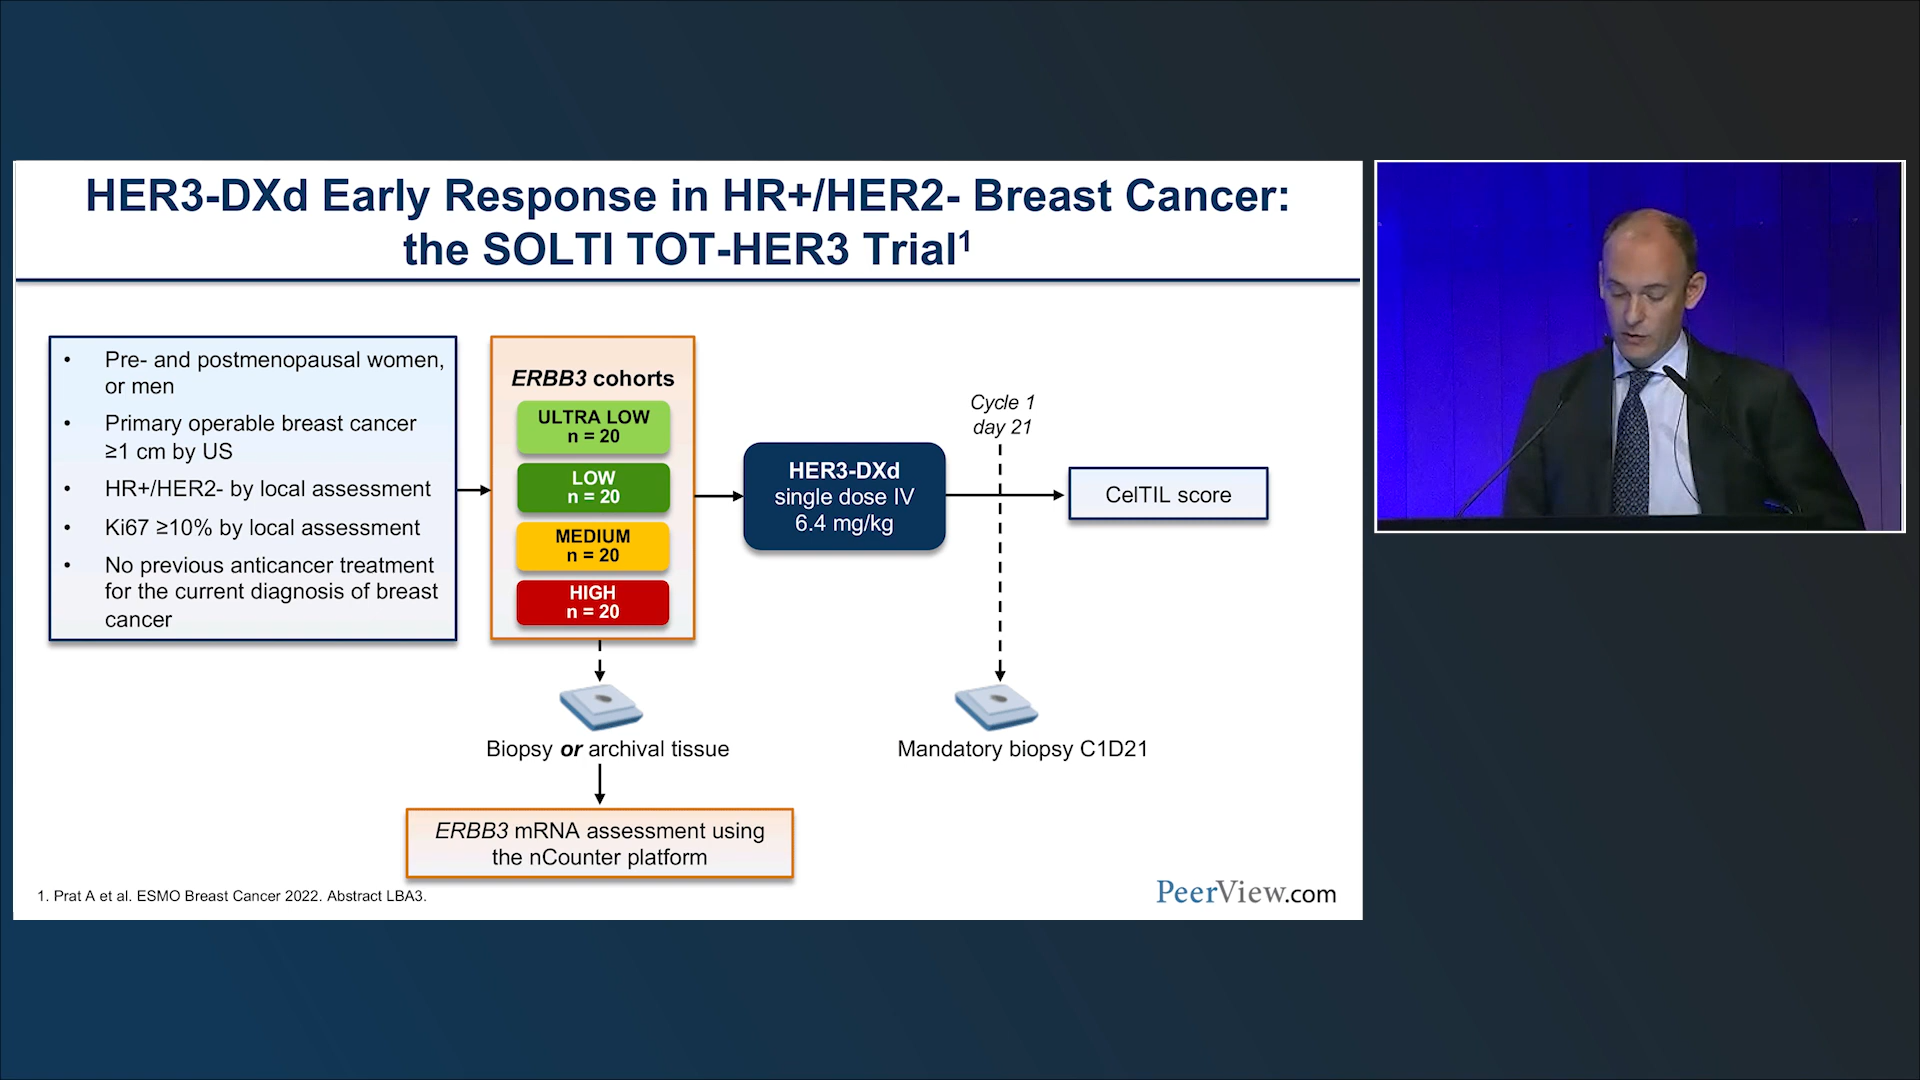 HER3-DXd Early Response in HR+/HER2- Breast Cancer:
the SOLTI TOT-HER3 Trial¹
• Pre- and postmenopausal women,
or men
• Primary operable breast cancer
≥1 cm by US
• HR+/HER2- by local assessment
• Ki67 ≥10% by local assessment
• No previous anticancer treatment
for the current diagnosis of breast
cancer
ERBB3 cohorts
ULTRA LOW
n = 20
LOW
n = 20
MEDIUM
n = 20
HIGH
n = 20
HER3-DXd
single dose IV
6.4 mg/kg
Cycle 1
day 21
CelTIL score
Biopsy or archival tissue
Mandatory biopsy C1D21
ERBB3 mRNA assessment using
the nCounter platform
1. Prat A et al. ESMO Breast Cancer 2022. Abstract LBA3.
PeerView.com